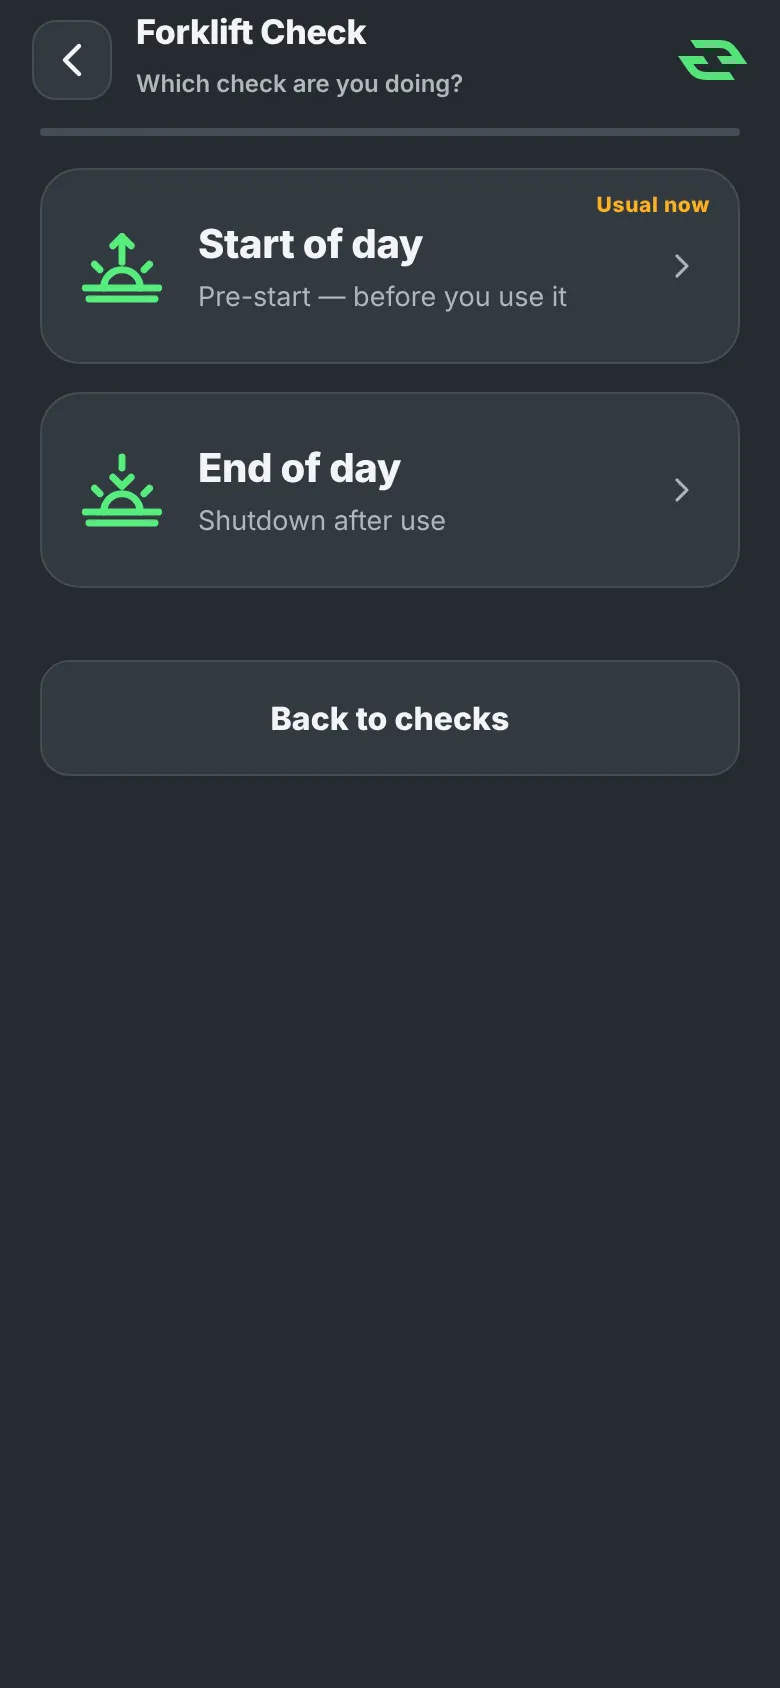 Forklift Check
Which check are you doing?
Usual now
Start of day
Pre-start — before you use it
End of day
Shutdown after use
Back to checks